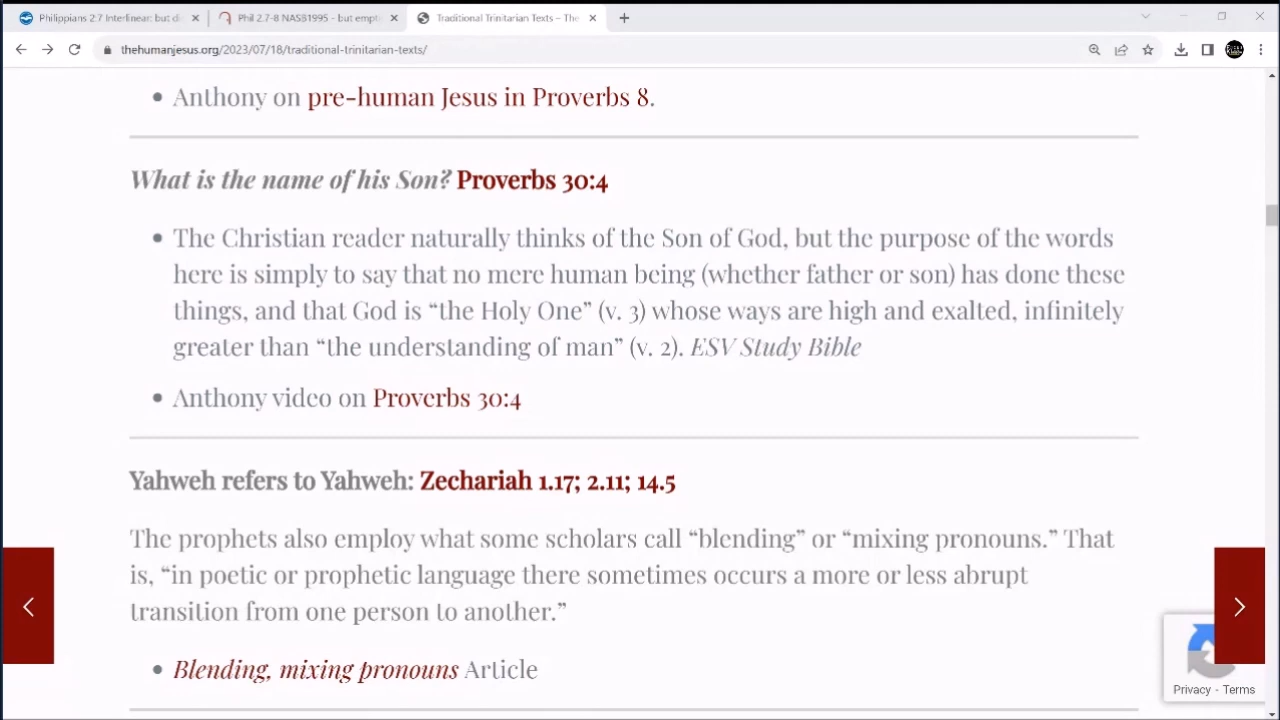 Philippians 2:7 Interlinear: but di
Phil 2.7-8 NASB1995 - but empt
Traditional Trinitarian Texts – The
thehumanjesus.org/2023/07/18/traditional-trinitarian-texts/
• Anthony on pre-human Jesus in Proverbs 8.
What is the name of his Son? Proverbs 30:4
• The Christian reader naturally thinks of the Son of God, but the purpose of the words
here is simply to say that no mere human being (whether father or son) has done these
things, and that God is “the Holy One” (v. 3) whose ways are high and exalted, infinitely
greater than “the understanding of man” (v. 2). ESV Study Bible
• Anthony video on Proverbs 30:4
Yahweh refers to Yahweh: Zechariah 1.17; 2.11; 14.5
The prophets also employ what some scholars call “blending” or “mixing pronouns.” That
is, “in poetic or prophetic language there sometimes occurs a more or less abrupt
transition from one person to another.”
• Blending, mixing pronouns Article
Privacy - Terms